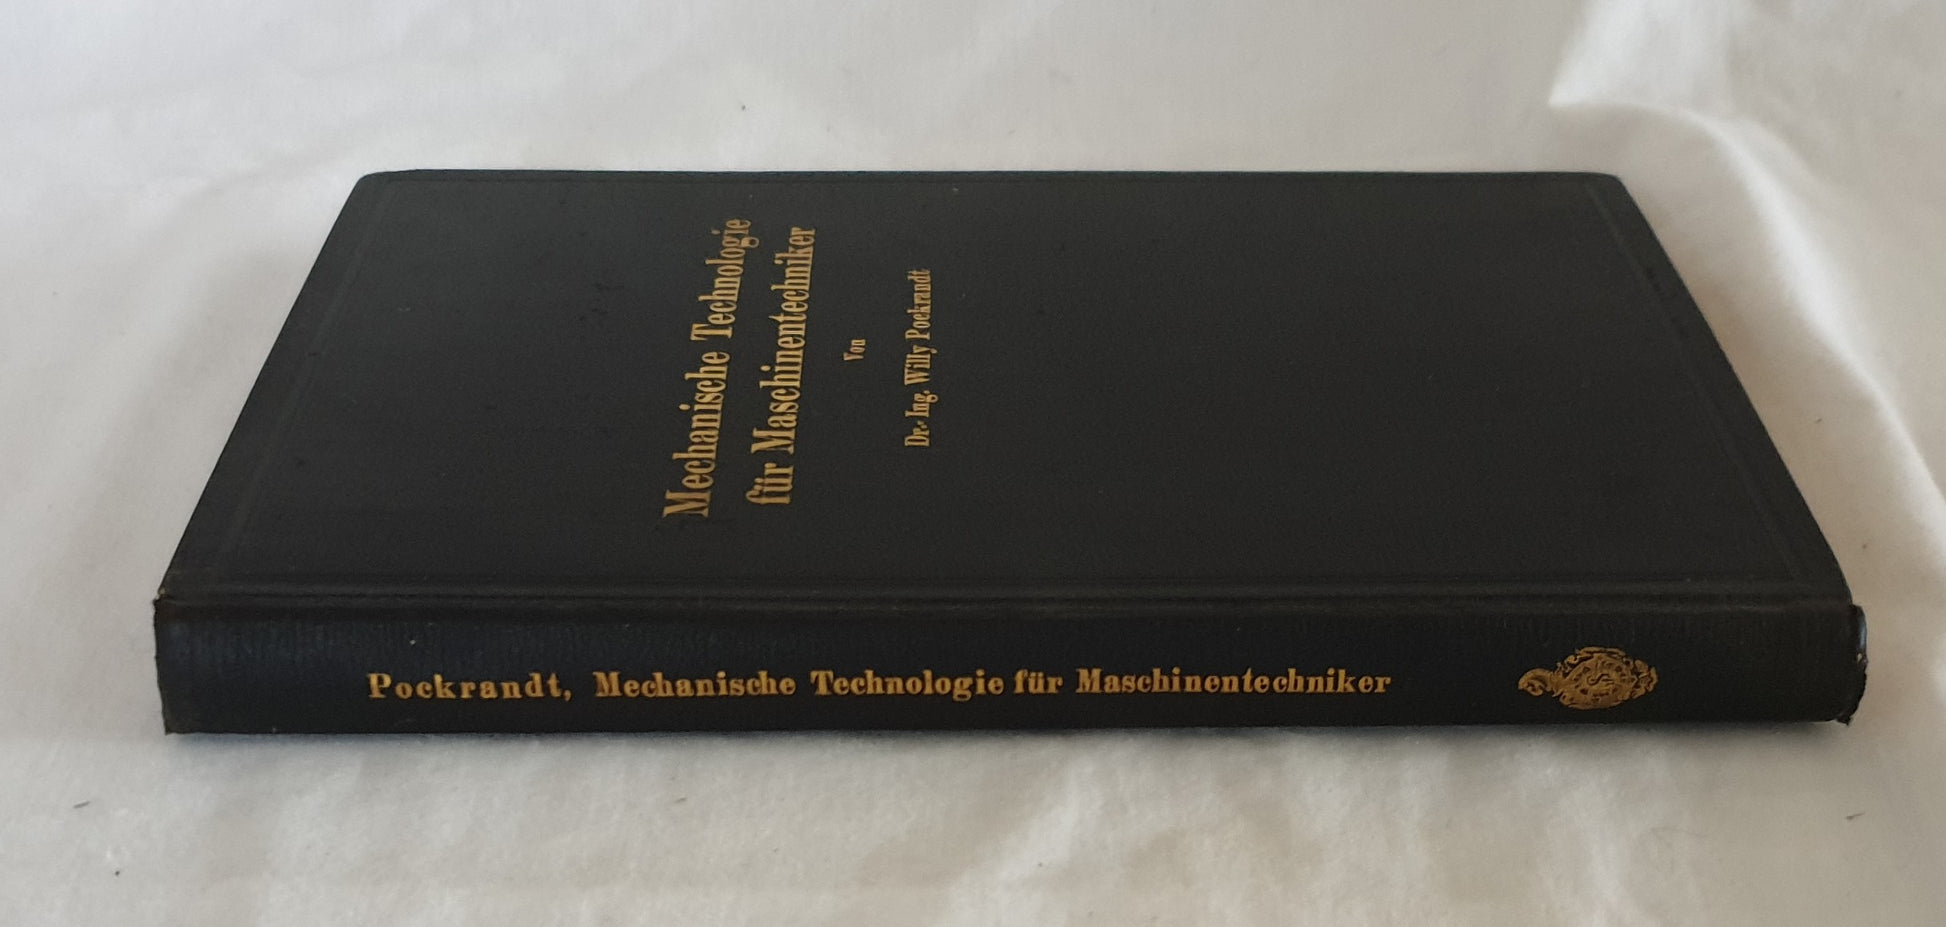 Mechanische Technologie
für Maschinentechniker
Von
Dr.-Ing. Willy Pockrandt
Pockrandt, Mechanische Technologie für Maschinentechniker